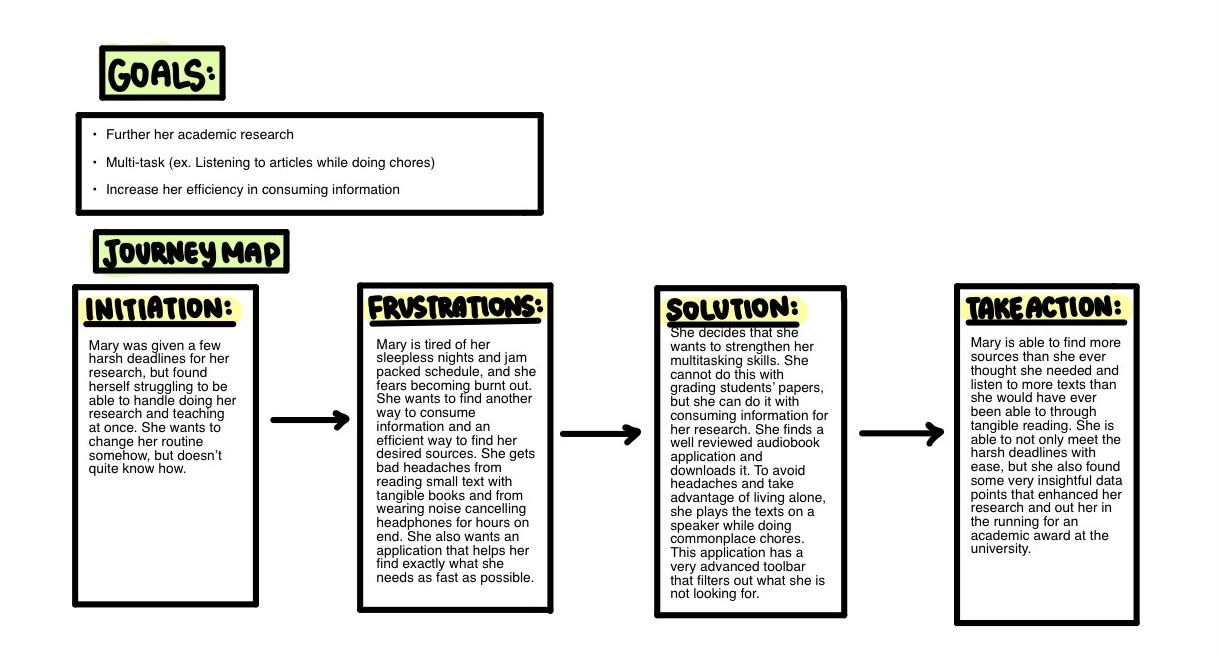 GOALS:
• Further her academic research
• Multi-task (ex. Listening to articles while doing chores)
• Increase her efficiency in consuming information
JOURNEY MAP
INITIATION:
Mary was given a few
harsh deadlines for her
research, but found
herself struggling to be
able to handle doing her
research and teaching
at once. She wants to
change her routine
somehow, but doesn't
quite know how.
FRUSTRATIONS:
Mary is tired of her
sleepless nights and jam
packed schedule, and she
fears becoming burnt out.
She wants to find another
way to consume
information and an
efficient way to find her
desired sources. She gets
bad headaches from
reading small text with
tangible books and from
wearing noise cancelling
headphones for hours on
end. She also wants an
application that helps her
find exactly what she
needs as fast as possible.
SOLUTION:
She decides that she
wants to strengthen her
multitasking skills. She
cannot do this with
grading students' papers,
but she can do it with
consuming information for
her research. She finds a
well reviewed audiobook
application and
downloads it. To avoid
headaches and take
advantage of living alone,
she plays the texts on a
speaker while doing
commonplace chores.
This application has a
very advanced toolbar
that filters out what she is
not looking for.
TAKE ACTION:
Mary is able to find more
sources than she ever
thought she needed and
listen to more texts than
she would have ever
been able to through
tangible reading. She is
able to not only meet the
harsh deadlines with
ease, but she also found
some very insightful data
points that enhanced her
research and out her in
the running for an
academic award at the
university.